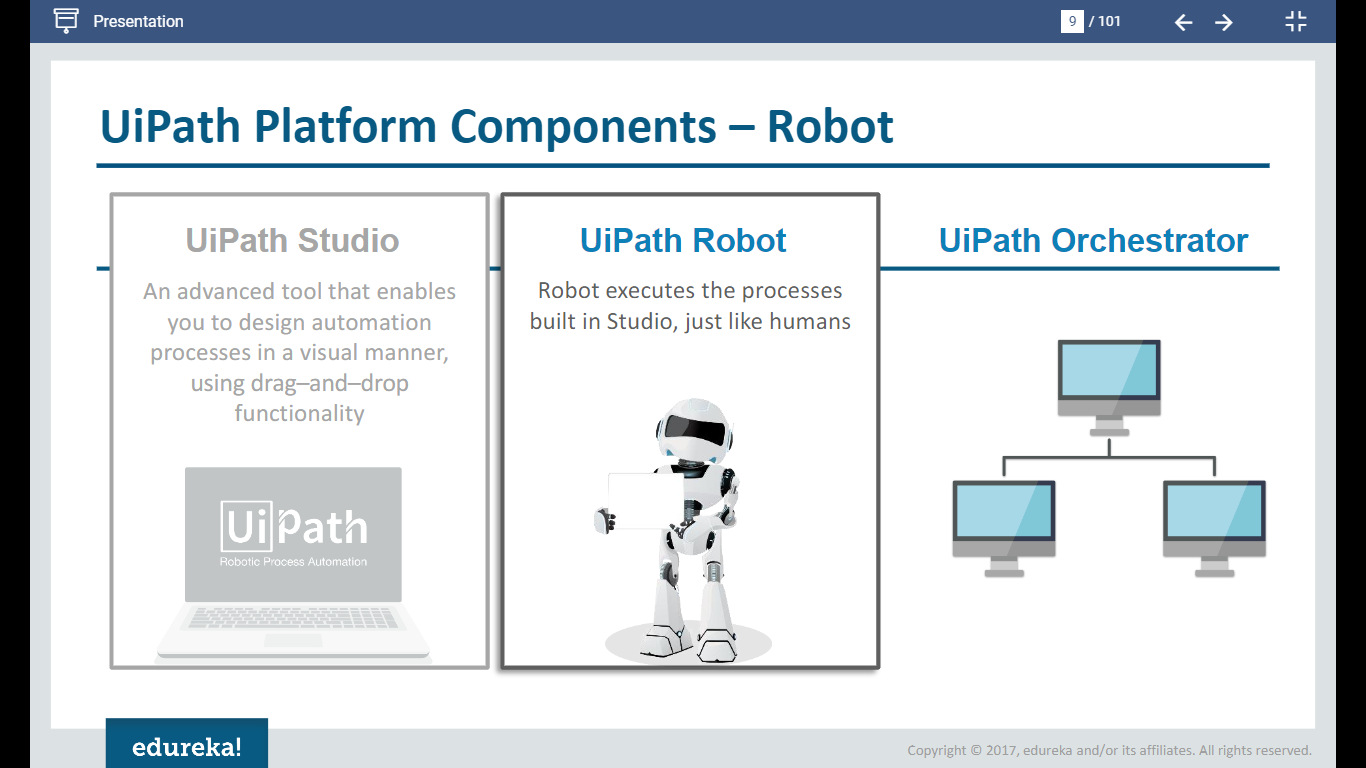 Presentation
9 / 101
UiPath Platform Components – Robot
UiPath Studio
An advanced tool that enables
you to design automation
processes in a visual manner,
using drag–and–drop
functionality
UiPath
Robotic Process Automation
UiPath Robot
Robot executes the processes
built in Studio, just like humans
UiPath Orchestrator
edureka!
Copyright © 2017, edureka and/or its affiliates. All rights reserved.